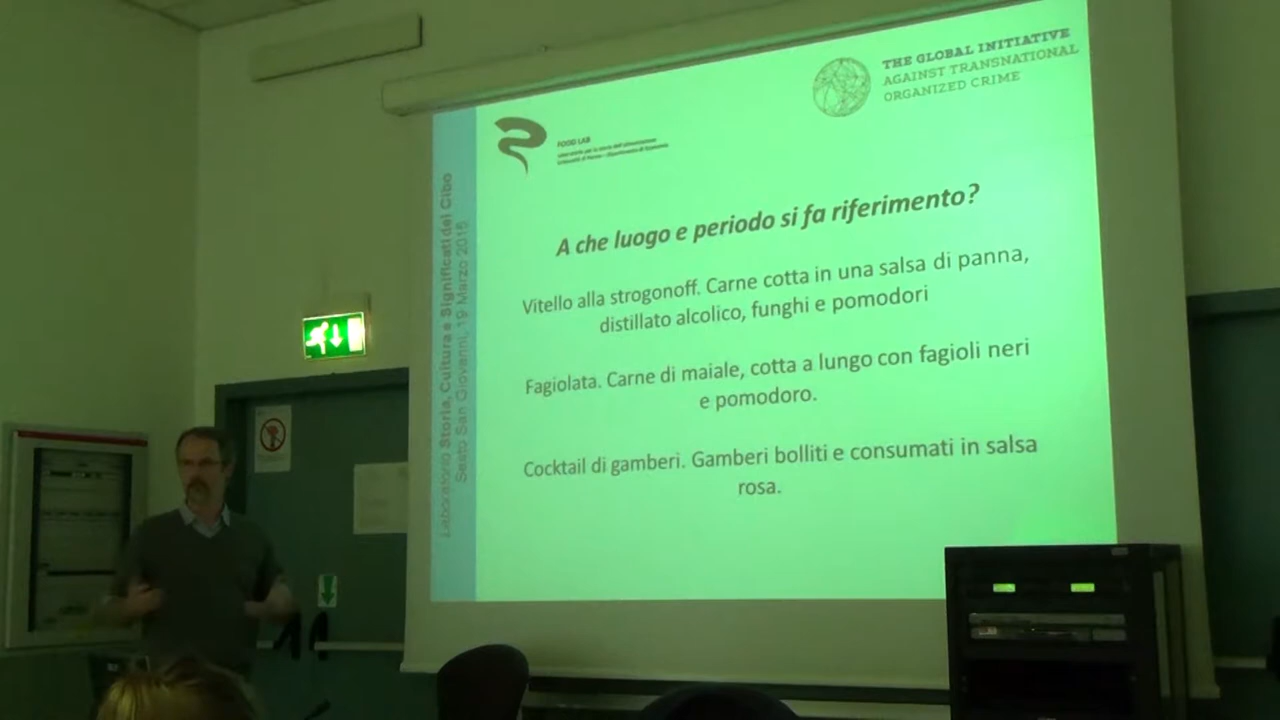 THE GLOBAL INITIATIVE
AGAINST TRANSNATIONAL
ORGANIZED CRIME
FOOD LAB
Laboratorio Storia, Cultura e Significati del Cibo
Sesto San Giovanni, 19 Marzo 2015
A che luogo e periodo si fa riferimento?
Vitello alla strogonoff. Carne cotta in una salsa di panna,
distillato alcolico, funghi e pomodori
Fagiolata. Carne di maiale, cotta a lungo con fagioli neri
e pomodoro.
Cocktail di gamberi. Gamberi bolliti e consumati in salsa
rosa.